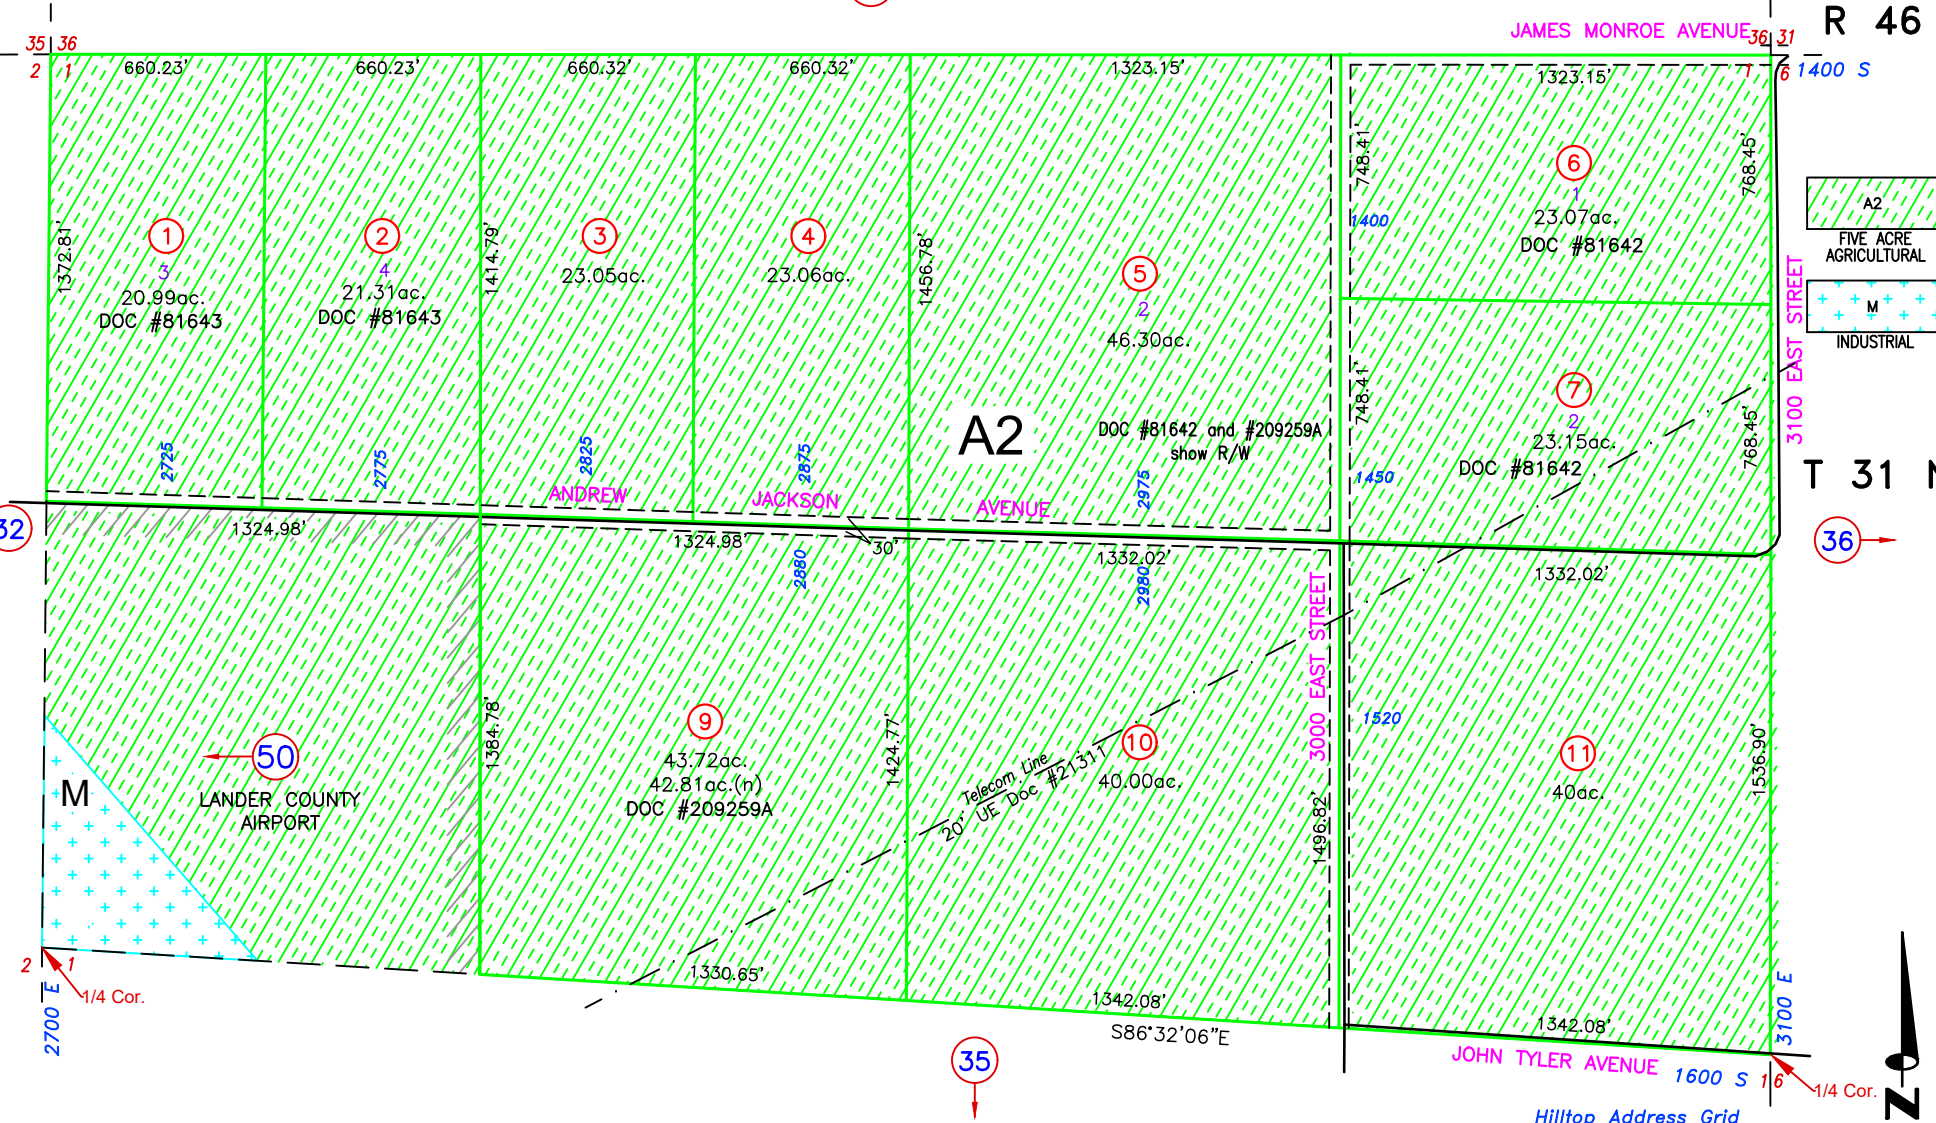 JAMES MONROE AVENUE
R 46
35 36
2 1
36 31
1 6
1400 S
660.23'
660.23'
660.32'
660.32'
1323.15'
1323.15'
1372.81'
1414.79'
1456.78'
748.41'
768.45'
1
3
20.99ac.
DOC #81643
2
4
21.31ac.
DOC #81643
3
23.05ac.
4
23.06ac.
5
2
46.30ac.
DOC #81642 and #209259A
show R/W
6
1
23.07ac.
DOC #81642
1400
A2
FIVE ACRE
AGRICULTURAL
M
INDUSTRIAL
3100 EAST STREET
748.41'
768.45'
7
2
23.15ac.
DOC #81642
1450
A2
T 31 N
2725
2775
2825
2875
2975
ANDREW JACKSON AVENUE
32
36
1324.98'
1324.98'
30'
1332.02'
1332.02'
2880
2980
3000 EAST STREET
1384.78'
1424.77'
1496.82'
1536.90'
1520
50
LANDER COUNTY
AIRPORT
M
9
43.72ac.
42.81ac.(n)
DOC #209259A
10
40.00ac.
Telecom Line
20' UE Doc #21311
11
40ac.
1330.65'
1342.08'
1342.08'
S86°32'06"E
2 1
1/4 Cor.
2700 E
35
JOHN TYLER AVENUE
1600 S
3100 E
1 6
1/4 Cor.
N
Hilltop Address Grid